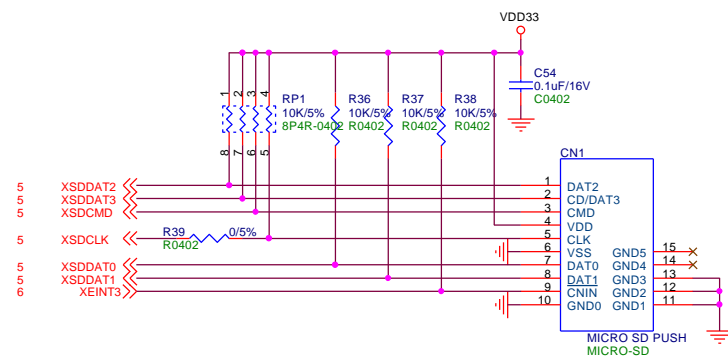 VDD33
C54
0.1uF/16V
C0402
1 2 3 4
RP1 R36 R37 R38
10K/5% 10K/5% 10K/5% 10K/5%
8P4R-0402 R0402 R0402 R0402
8 7 6 5
CN1
5 XSDDAT2 1 DAT2
5 XSDDAT3 2 CD/DAT3
5 XSDCMD 3 CMD
4 VDD
R39 0/5%
5 XSDCLK 5 CLK
R0402
6 VSS GND5 15
5 XSDDAT0 7 DAT0 GND4 14
5 XSDDAT1 8 DAT1 GND3 13
6 XEINT3 9 CNIN GND2 12
10 GND0 GND1 11
MICRO SD PUSH
MICRO-SD